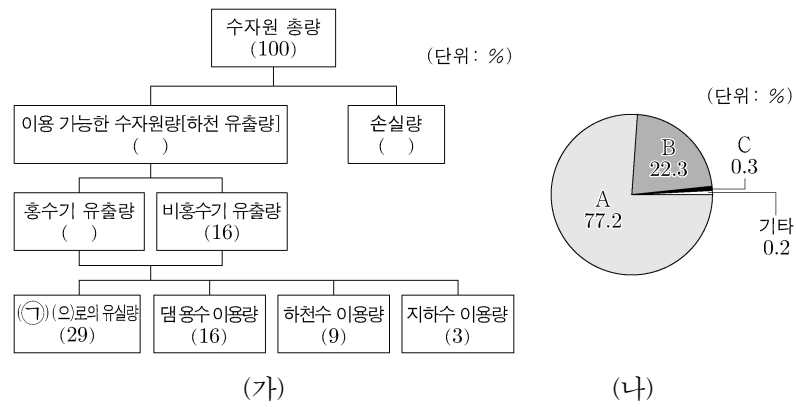 수자원 총량
(100)
(단위: %)
이용 가능한 수자원량[하천 유출량]
( )
손실량
( )
홍수기 유출량
( )
비홍수기 유출량
(16)
(㉠)(으)로의 유실량
(29)
댐 용수 이용량
(16)
하천수 이용량
(9)
지하수 이용량
(3)
(가)
(단위: %)
B
22.3
C
0.3
A
77.2
기타
0.2
(나)